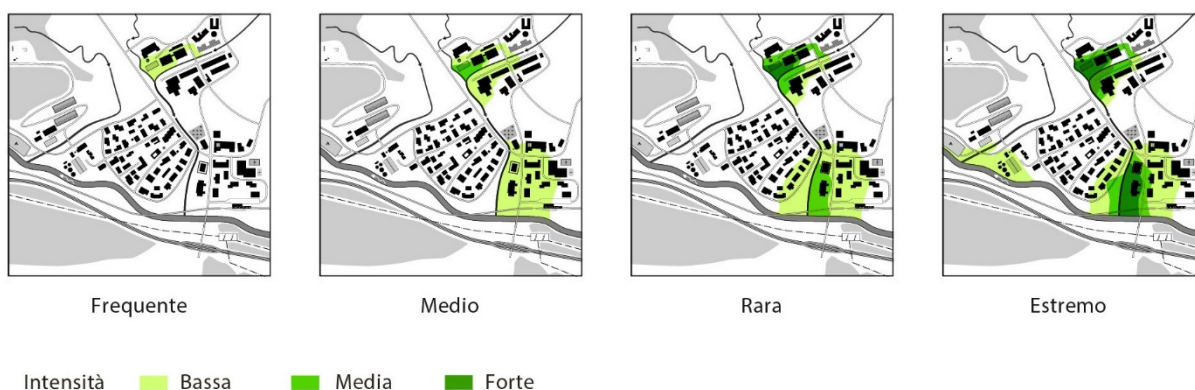 Frequente
Medio
Rara
Estremo
Intensità Bassa Media Forte